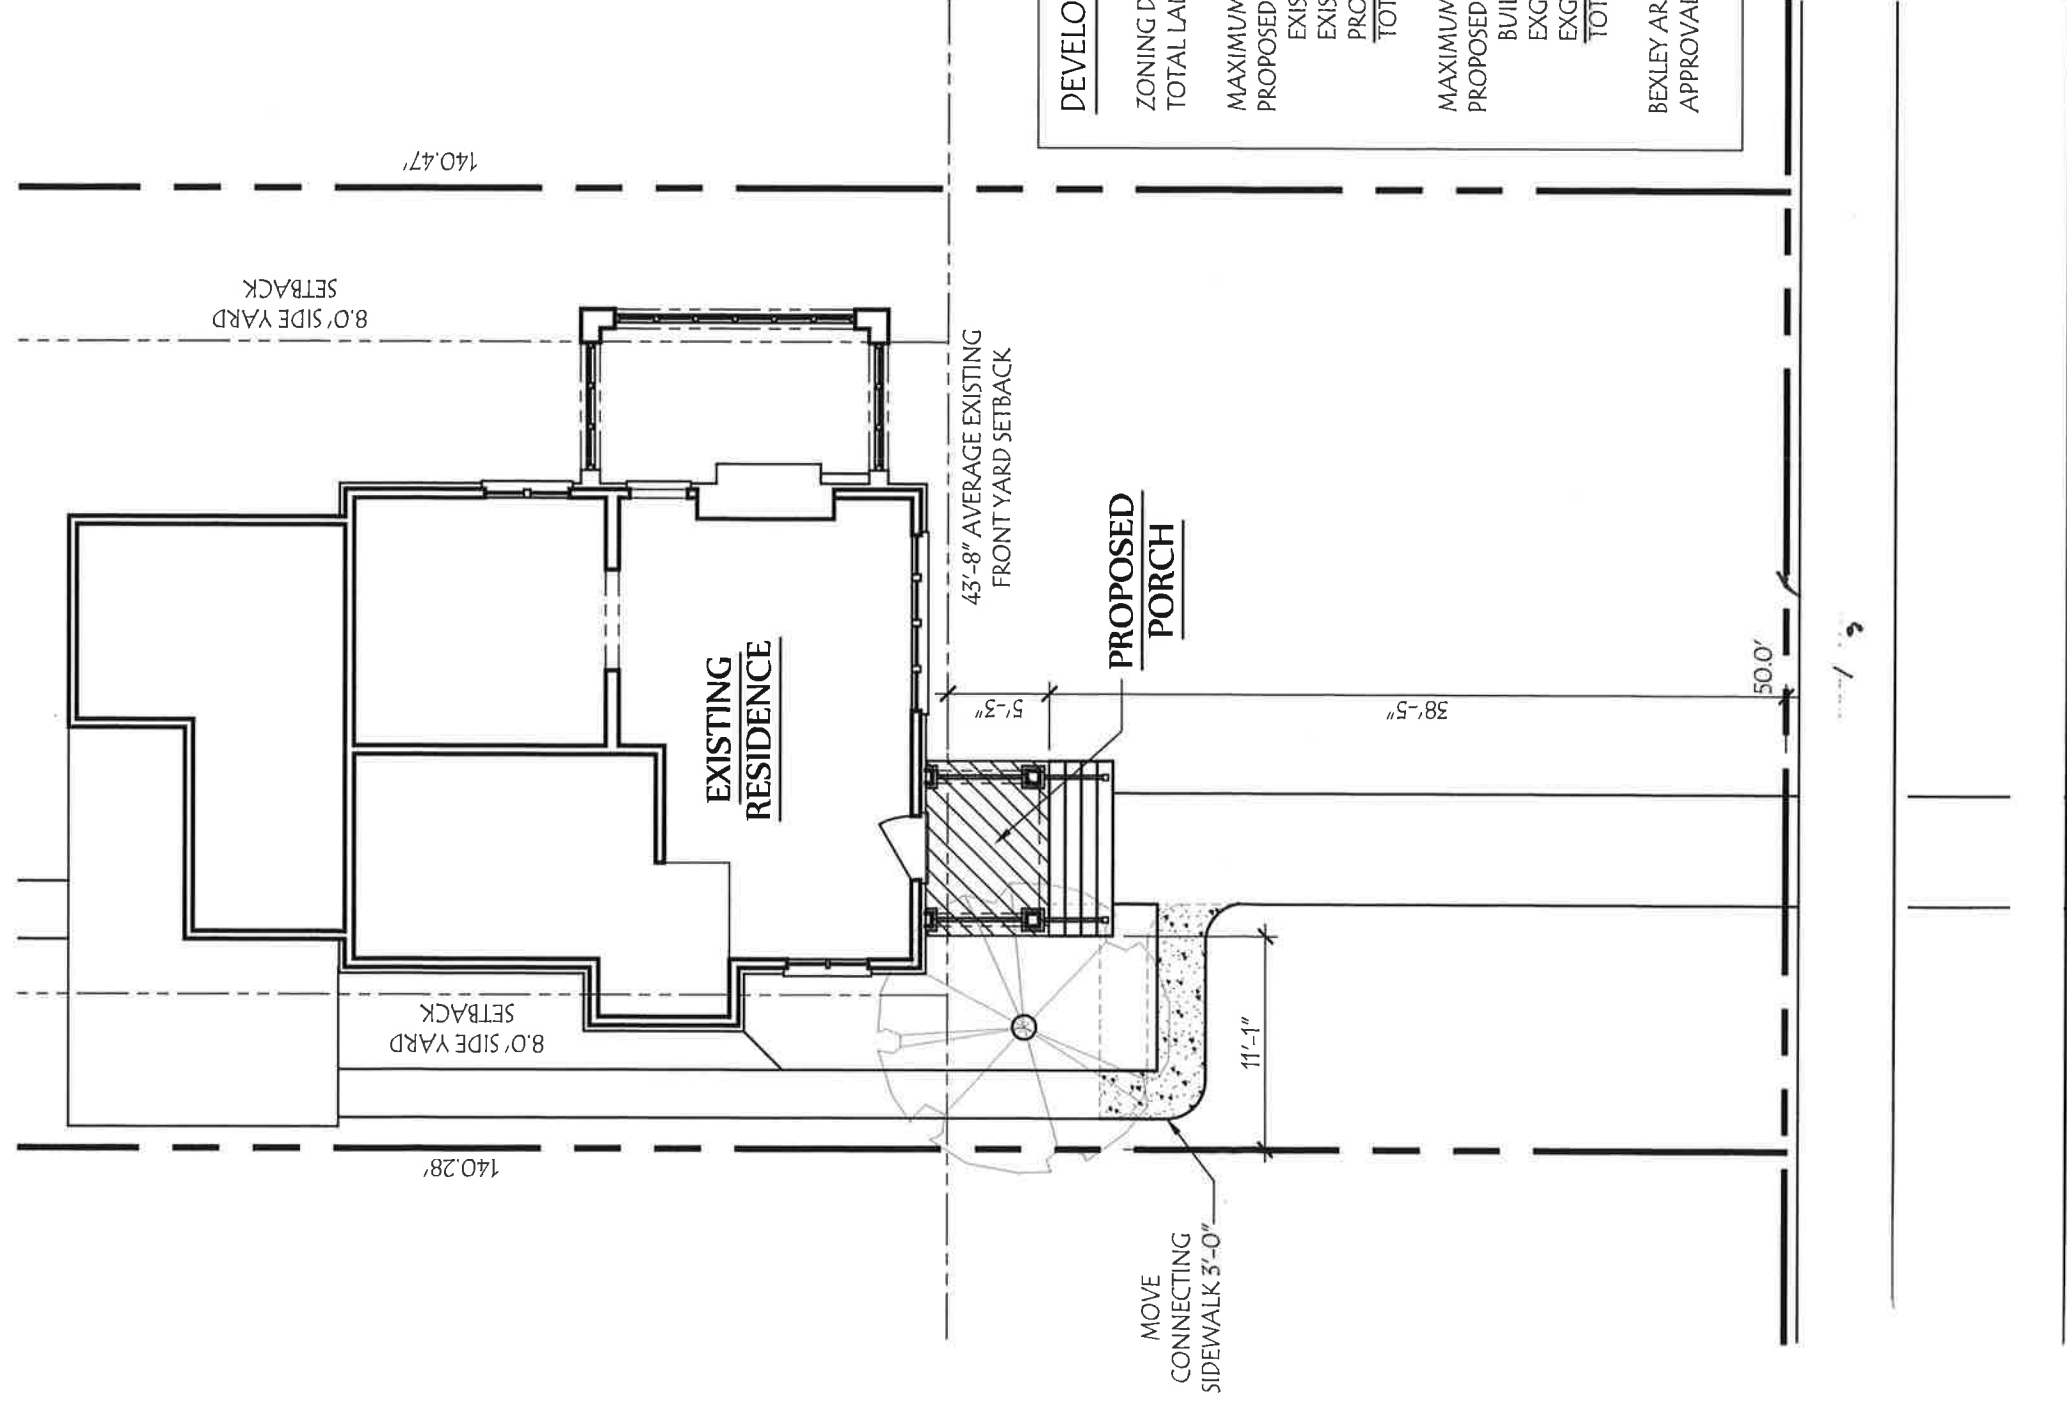 140.47'
8.0' SIDE YARD
SETBACK
43'-8" AVERAGE EXISTING
FRONT YARD SETBACK
EXISTING
RESIDENCE
PROPOSED
PORCH
5'-3"
38'-5"
50.0'
8.0' SIDE YARD
SETBACK
11'-1"
140.28'
MOVE
CONNECTING
SIDEWALK 3'-0"
DEVELO
ZONING D
TOTAL LA
MAXIMUM
PROPOSED
EXIS
EXIS
PRO
TOT
MAXIMUM
PROPOSED
BUI
EXG
EXG
TOT
BEXLEY AR
APPROVAL